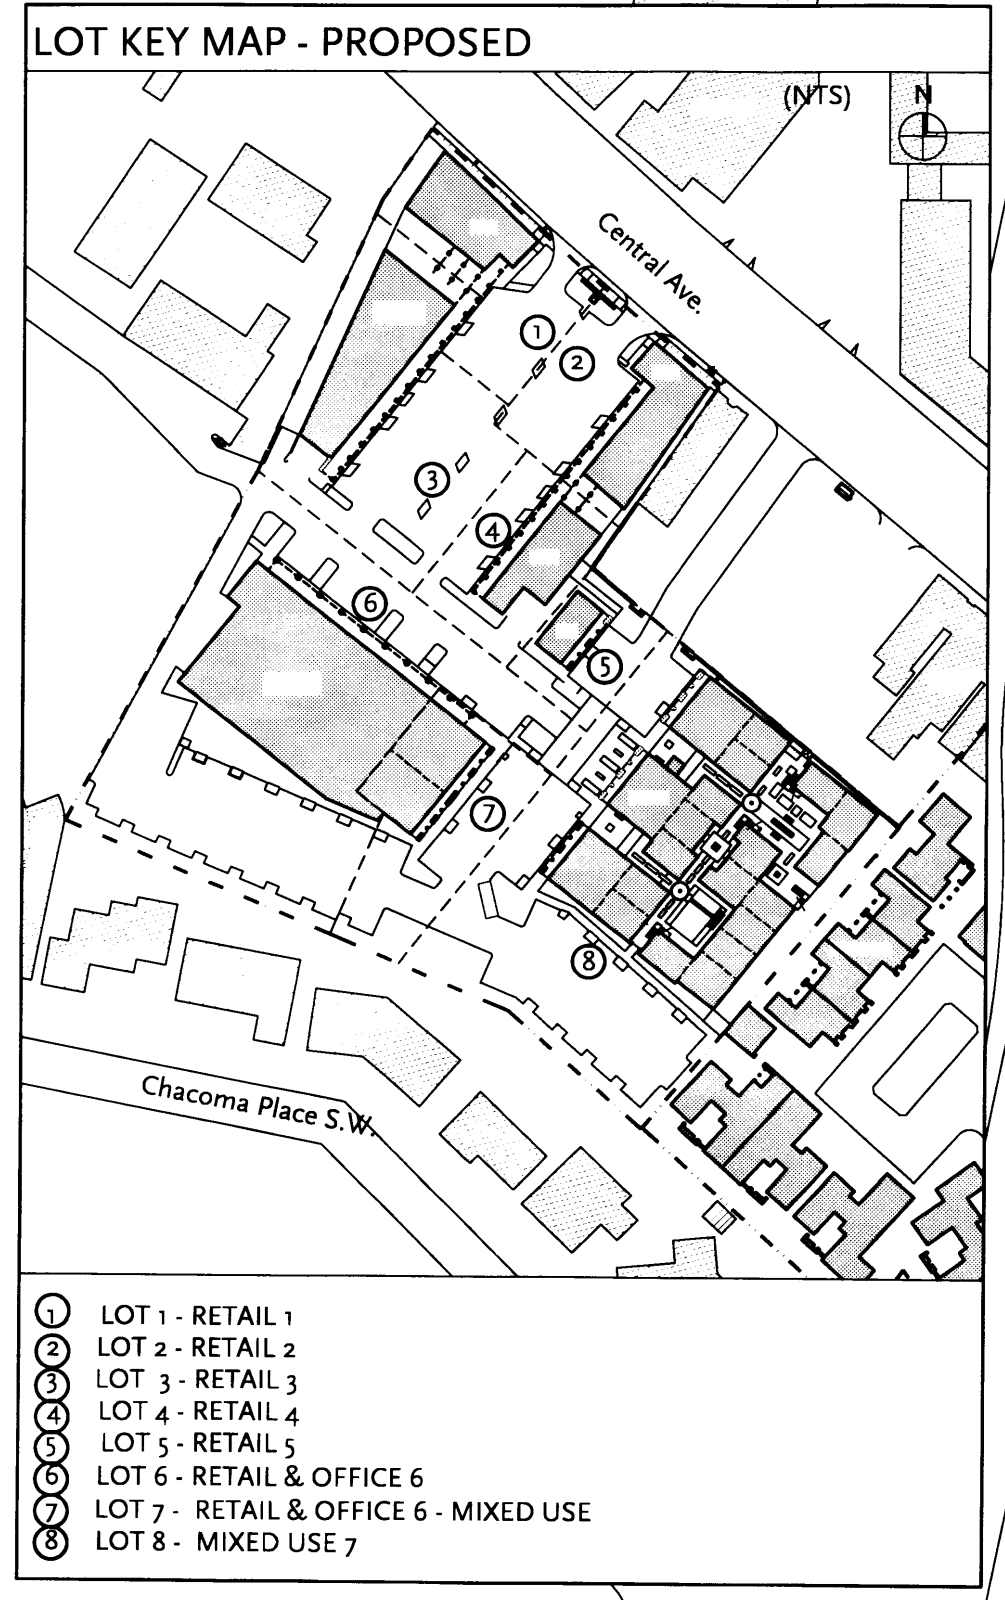 LOT KEY MAP - PROPOSED
(NTS)
N
Central Ave.
1
2
3
4
6
5
7
8
Chacoma Place S.W.
1 LOT 1 - RETAIL 1
2 LOT 2 - RETAIL 2
3 LOT 3 - RETAIL 3
4 LOT 4 - RETAIL 4
5 LOT 5 - RETAIL 5
6 LOT 6 - RETAIL & OFFICE 6
7 LOT 7 - RETAIL & OFFICE 6 - MIXED USE
8 LOT 8 - MIXED USE 7